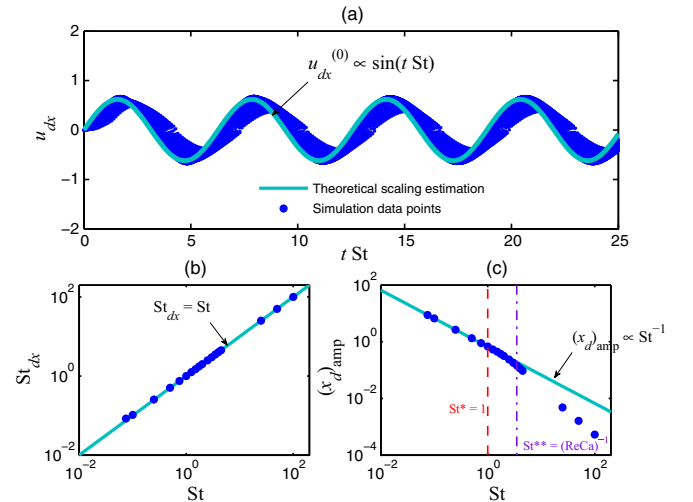 (a)
2
1
0
-1
-2
u_dx
u_dx^(0) ∝ sin(t St)
Theoretical scaling estimation
Simulation data points
0
5
10
15
20
25
t St
(b)
10^2
10^0
10^-2
St_dx
St_dx = St
10^-2
10^0
10^2
St
(c)
10^2
10^0
10^-2
10^-4
(x_d)_amp
(x_d)_amp ∝ St^-1
St* = 1
St** = (ReCa)^-1
10^-2
10^0
10^2
St